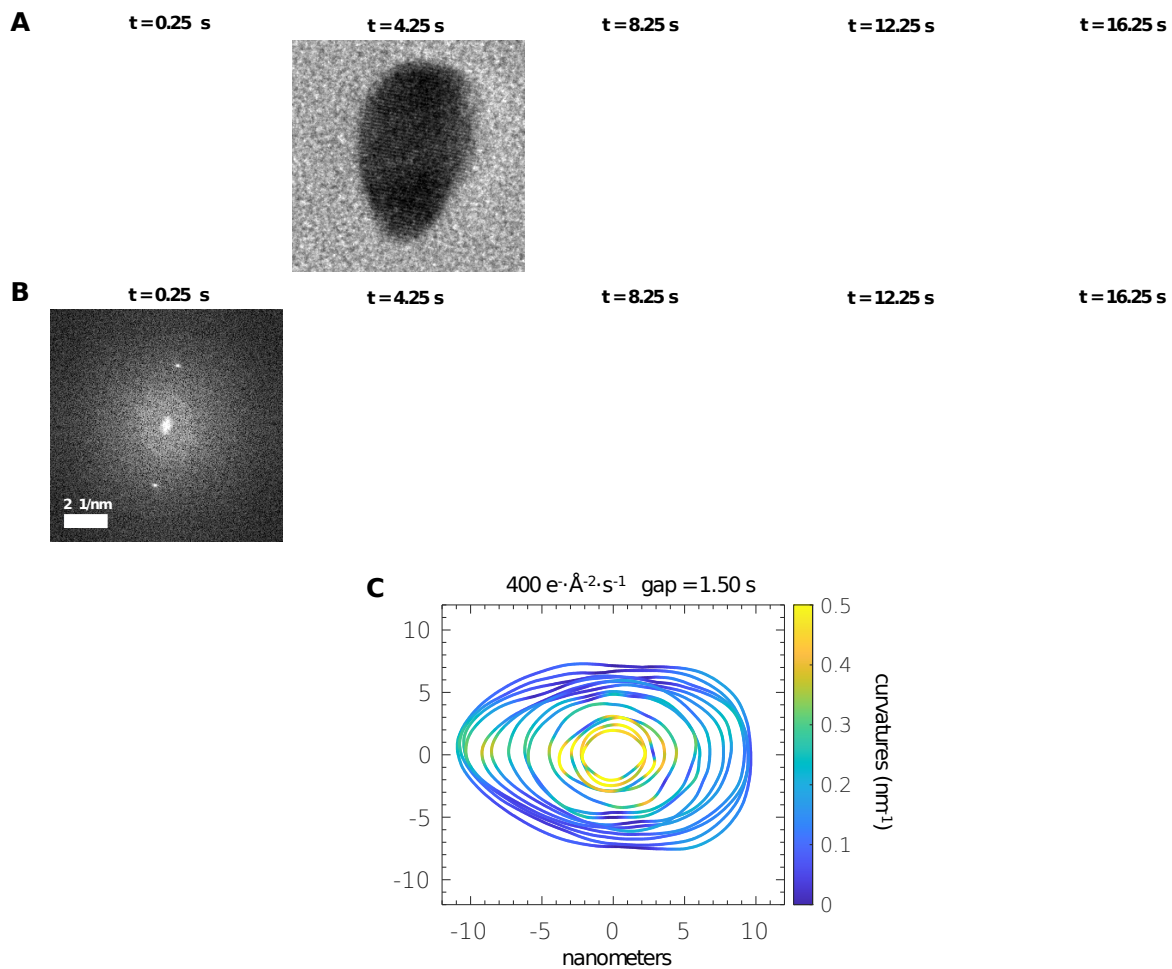 A
t = 0.25 s t = 4.25 s t = 8.25 s t = 12.25 s t = 16.25 s
B
t = 0.25 s t = 4.25 s t = 8.25 s t = 12.25 s t = 16.25 s
2 1/nm
C
400 e-·Å-2·s-1 gap = 1.50 s
10
5
0
-5
-10
-10 -5 0 5 10
nanometers
0.5
0.4
0.3
0.2
0.1
0
curvatures (nm-1)